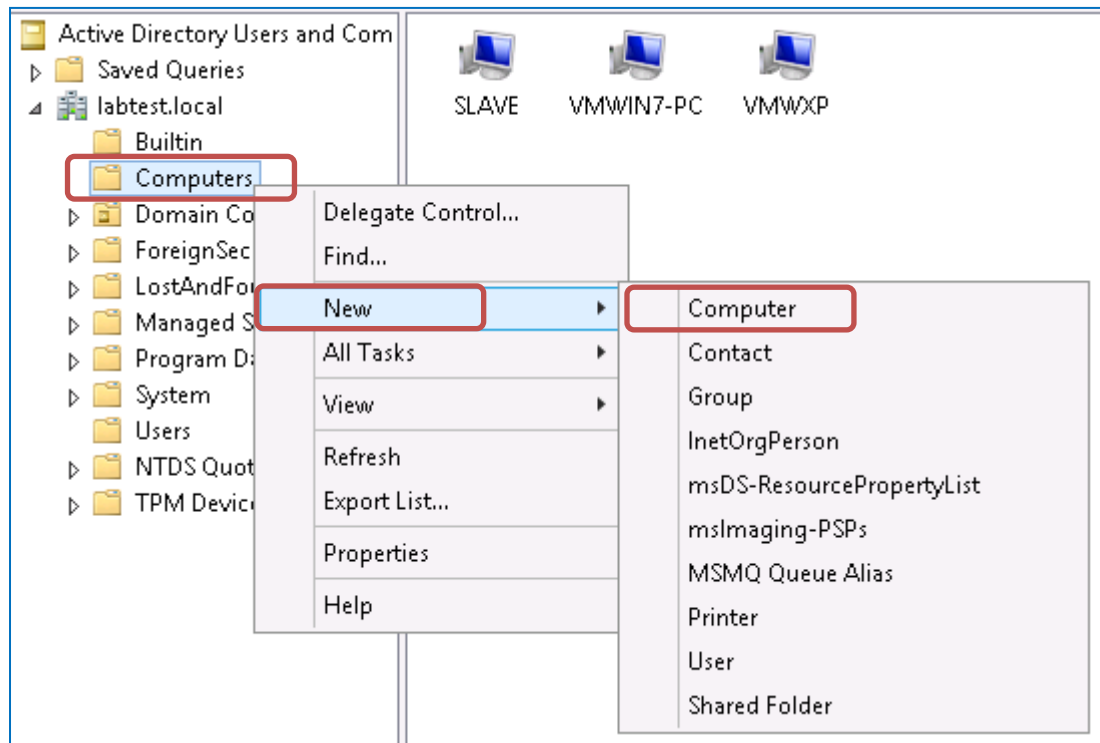 Active Directory Users and Com
Saved Queries
labtest.local
Builtin
Computers
Domain Co
ForeignSec
LostAndFou
Managed S
Program Da
System
Users
NTDS Quot
TPM Devic
SLAVE VMWIN7-PC VMWXP
Delegate Control...
Find...
New
All Tasks
View
Refresh
Export List...
Properties
Help
Computer
Contact
Group
InetOrgPerson
msDS-ResourcePropertyList
msImaging-PSPs
MSMQ Queue Alias
Printer
User
Shared Folder